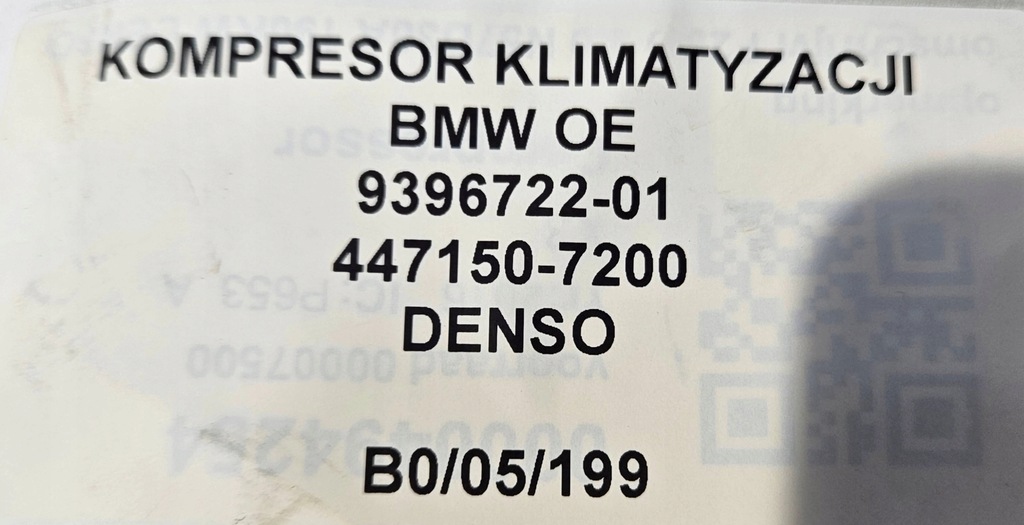 KOMPRESOR KLIMATYZACJI
BMW OE
9396722-01
447150-7200
DENSO
B0/05/199